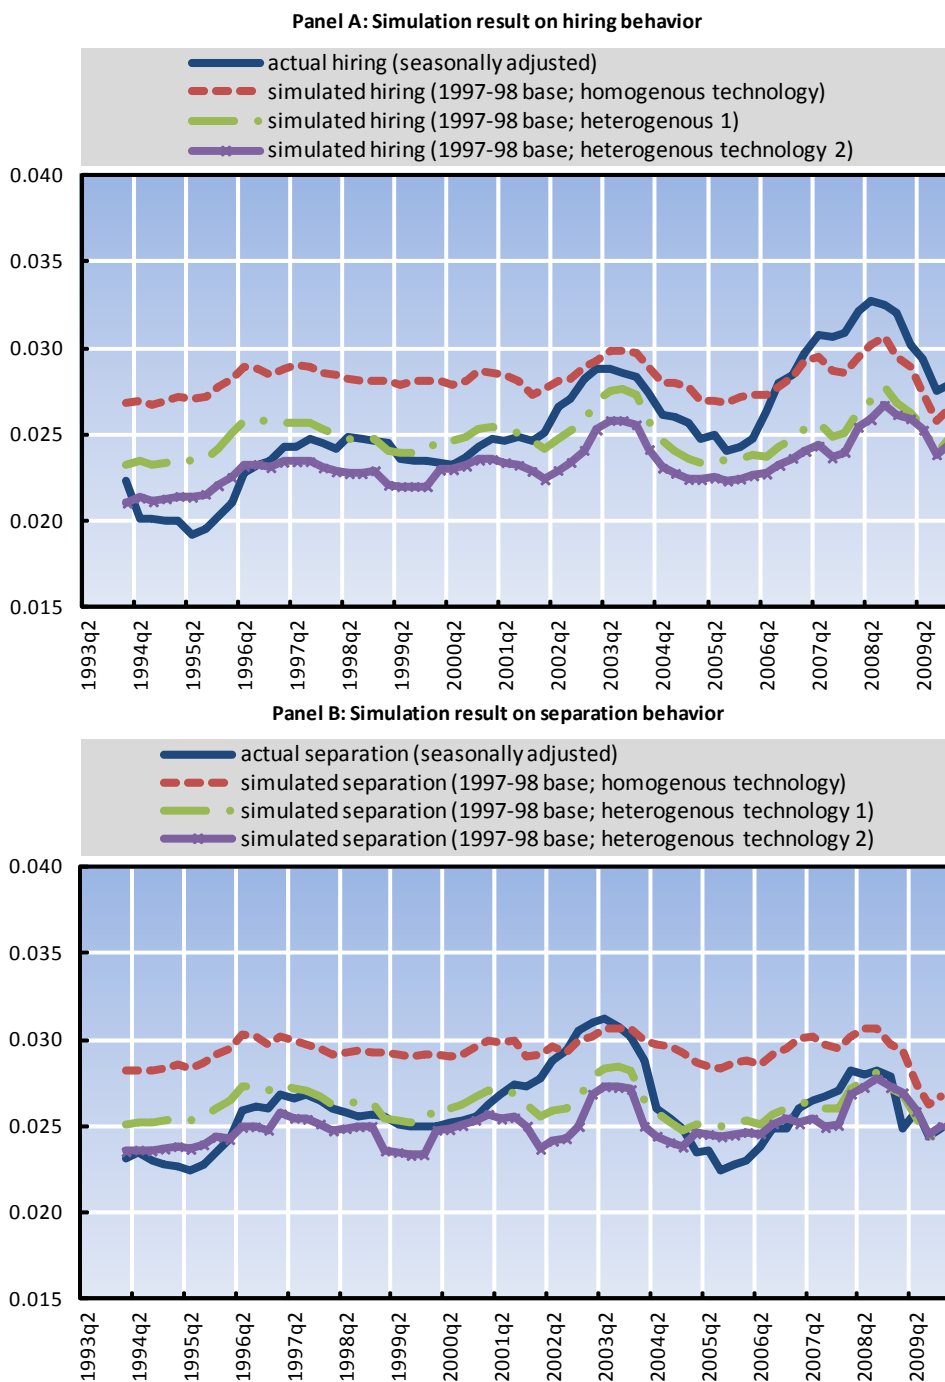 Panel A: Simulation result on hiring behavior
actual hiring (seasonally adjusted)
simulated hiring (1997-98 base; homogenous technology)
simulated hiring (1997-98 base; heterogenous 1)
simulated hiring (1997-98 base; heterogenous technology 2)
0.040
0.035
0.030
0.025
0.020
0.015
1993q2
1994q2
1995q2
1996q2
1997q2
1998q2
1999q2
2000q2
2001q2
2002q2
2003q2
2004q2
2005q2
2006q2
2007q2
2008q2
2009q2
Panel B: Simulation result on separation behavior
actual separation (seasonally adjusted)
simulated separation (1997-98 base; homogenous technology)
simulated separation (1997-98 base; heterogenous technology 1)
simulated separation (1997-98 base; heterogenous technology 2)
0.040
0.035
0.030
0.025
0.020
0.015
1993q2
1994q2
1995q2
1996q2
1997q2
1998q2
1999q2
2000q2
2001q2
2002q2
2003q2
2004q2
2005q2
2006q2
2007q2
2008q2
2009q2